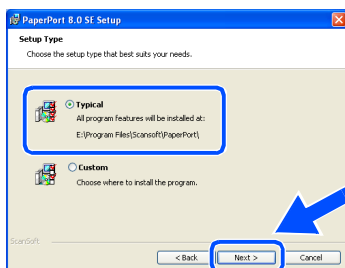 PaperPort 8.0 SE Setup
Setup Type
Choose the setup type that best suits your needs.
Typical
All program features will be installed at:
E:\Program Files\Scansoft\PaperPort\
Custom
Choose where to install the program.
ScanSoft
< Back Next > Cancel